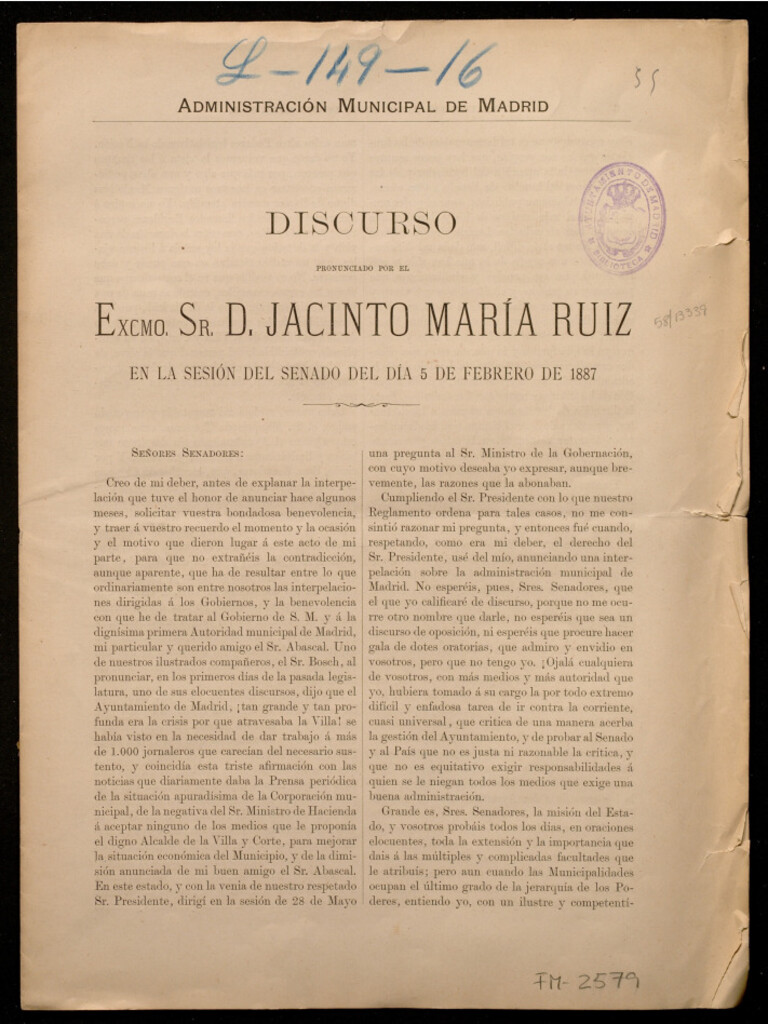 L-149-16
35
ADMINISTRACIÓN MUNICIPAL DE MADRID
AYUNTAMIENTO DE MADRID
BIBLIOTECA
DISCURSO
PRONUNCIADO POR EL
EXCMO. SR. D. JACINTO MARÍA RUIZ
58/13339
EN LA SESIÓN DEL SENADO DEL DÍA 5 DE FEBRERO DE 1887
SEÑORES SENADORES:
Creo de mi deber, antes de explanar la interpe-
lación que tuve el honor de anunciar hace algunos
meses, solicitar vuestra bondadosa benevolencia,
y traer á vuestro recuerdo el momento y la ocasión
y el motivo que dieron lugar á este acto de mi
parte, para que no extrañéis la contradicción,
aunque aparente, que ha de resultar entre lo que
ordinariamente son entre nosotros las interpelacio-
nes dirigidas á los Gobiernos, y la benevolencia
con que he de tratar al Gobierno de S. M. y á la
dignísima primera Autoridad municipal de Madrid,
mi particular y querido amigo el Sr. Abascal. Uno
de nuestros ilustrados compañeros, el Sr. Bosch, al
pronunciar, en los primeros días de la pasada legis-
latura, uno de sus elocuentes discursos, dijo que el
Ayuntamiento de Madrid, ¡tan grande y tan pro-
funda era la crisis por que atravesaba la Villa! se
había visto en la necesidad de dar trabajo á más
de 1.000 jornaleros que carecían del necesario sus-
tento, y coincidía esta triste afirmación con las
noticias que diariamente daba la Prensa periódica
de la situación apuradísima de la Corporación mu-
nicipal, de la negativa del Sr. Ministro de Hacienda
á aceptar ninguno de los medios que le proponía
el digno Alcalde de la Villa y Corte, para mejorar
la situación económica del Municipio, y de la dimi-
sión anunciada de mi buen amigo el Sr. Abascal.
En este estado, y con la venia de nuestro respetado
Sr. Presidente, dirigí en la sesión de 28 de Mayo
una pregunta al Sr. Ministro de la Gobernación,
con cuyo motivo deseaba yo expresar, aunque bre-
vemente, las razones que la abonaban.
Cumpliendo el Sr. Presidente con lo que nuestro
Reglamento ordena para tales casos, no me con-
sintió razonar mi pregunta, y entonces fué cuando,
respetando, como era mi deber, el derecho del
Sr. Presidente, usé del mío, anunciando una inter-
pelación sobre la administración municipal de
Madrid. No esperéis, pues, Sres. Senadores, que
el que yo calificaré de discurso, porque no me ocu-
rre otro nombre que darle, no esperéis que sea un
discurso de oposición, ni esperéis que procure hacer
gala de dotes oratorias, que admiro y envidio en
vosotros, pero que no tengo yo. ¡Ojalá cualquiera
de vosotros, con más medios y más autoridad que
yo, hubiera tomado á su cargo la por todo extremo
difícil y enfadosa tarea de ir contra la corriente,
cuasi universal, que critica de una manera acerba
la gestión del Ayuntamiento, y de probar al Senado
y al País que no es justa ni razonable la crítica, y
que no es equitativo exigir responsabilidades á
quien se le niegan todos los medios que exige una
buena administración.
Grande es, Sres. Senadores, la misión del Esta-
do, y vosotros probáis todos los días, en oraciones
elocuentes, toda la extensión y la importancia que
dais á las múltiples y complicadas facultades que
le atribuis; pero aun cuando las Municipalidades
ocupan el último grado de la jerarquía de los Po-
deres, entiendo yo, con un ilustre y competenti-
FM-2579